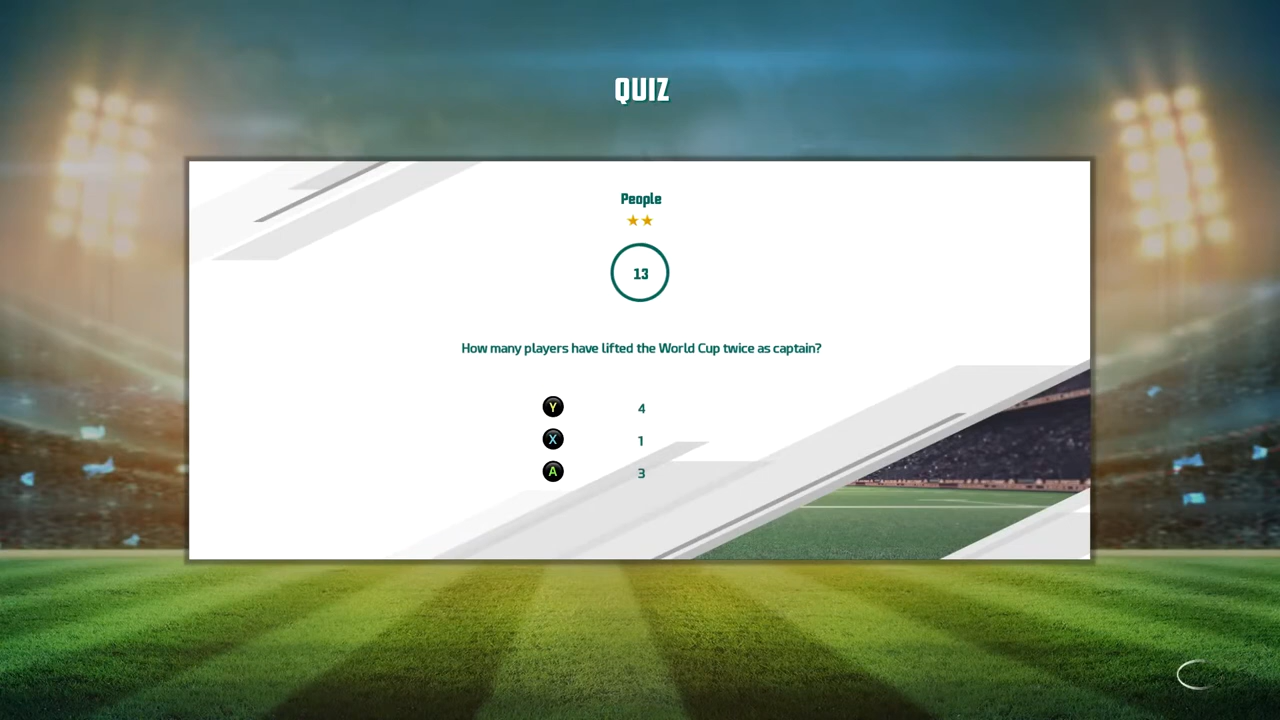 QUIZ
People
13
How many players have lifted the World Cup twice as captain?
Y 4
X 1
A 3